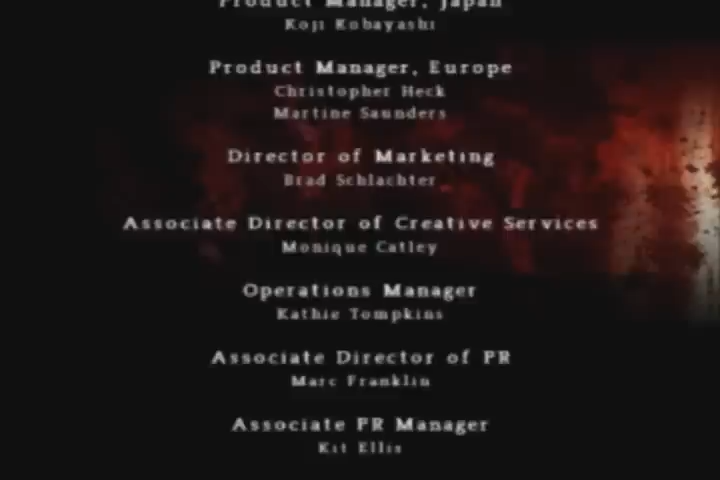 Product Manager, Japan
Koji Kobayashi
Product Manager, Europe
Christopher Heck
Martine Saunders
Director of Marketing
Brad Schlachter
Associate Director of Creative Services
Monique Catley
Operations Manager
Kathie Tompkins
Associate Director of PR
Marc Franklin
Associate PR Manager
Kit Ellis